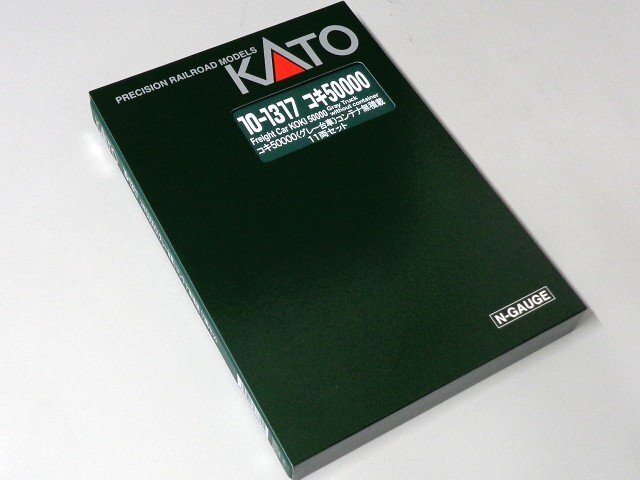 PRECISION RAILROAD MODELS
KATO
10-1317 コキ50000
Freight Car KOKI 50000 Gray Truck without container
コキ50000(グレー台車)コンテナ無積載
11両セット
N-GAUGE